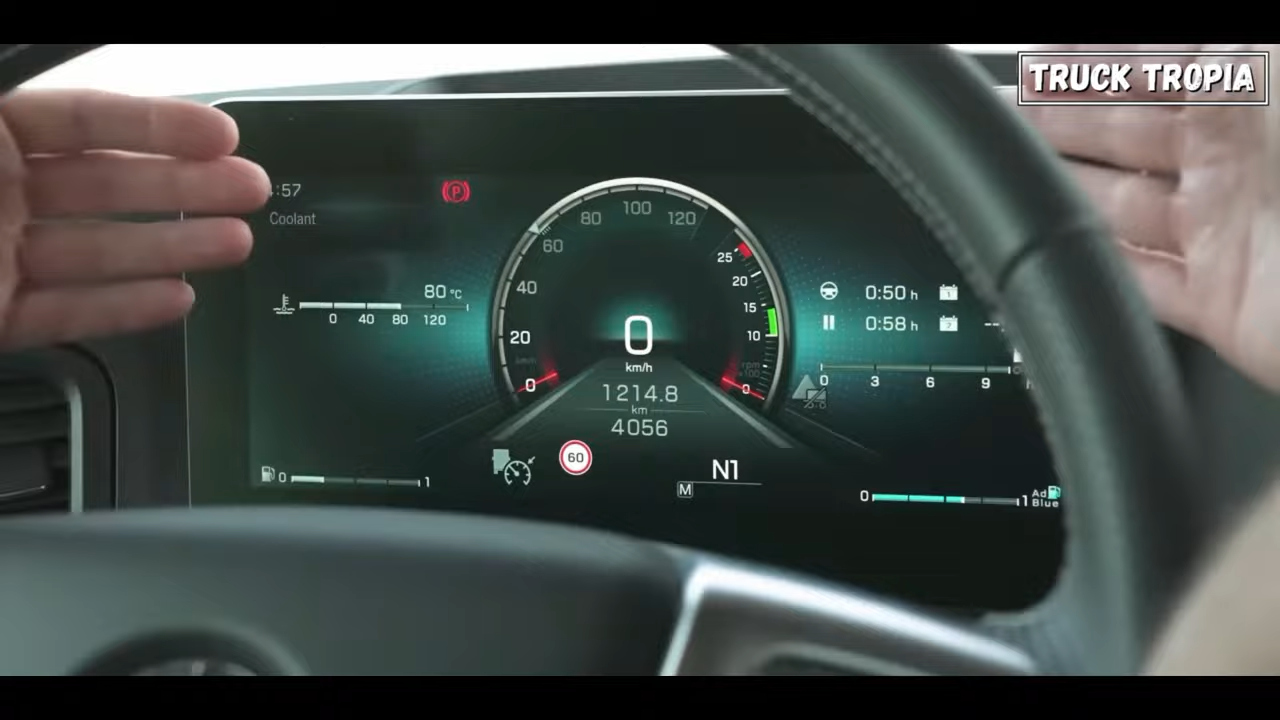 TRUCK TROPIA
:57
Coolant
80 °C
0 40 80 120
0 1
0 20 40 60 80 100 120
25
20
15
10
0
rpm
x100
0
km/h
1214.8
km
4056
60
N1
M
0:50 h
0:58 h
0 3 6 9
0 1 Ad
Blue